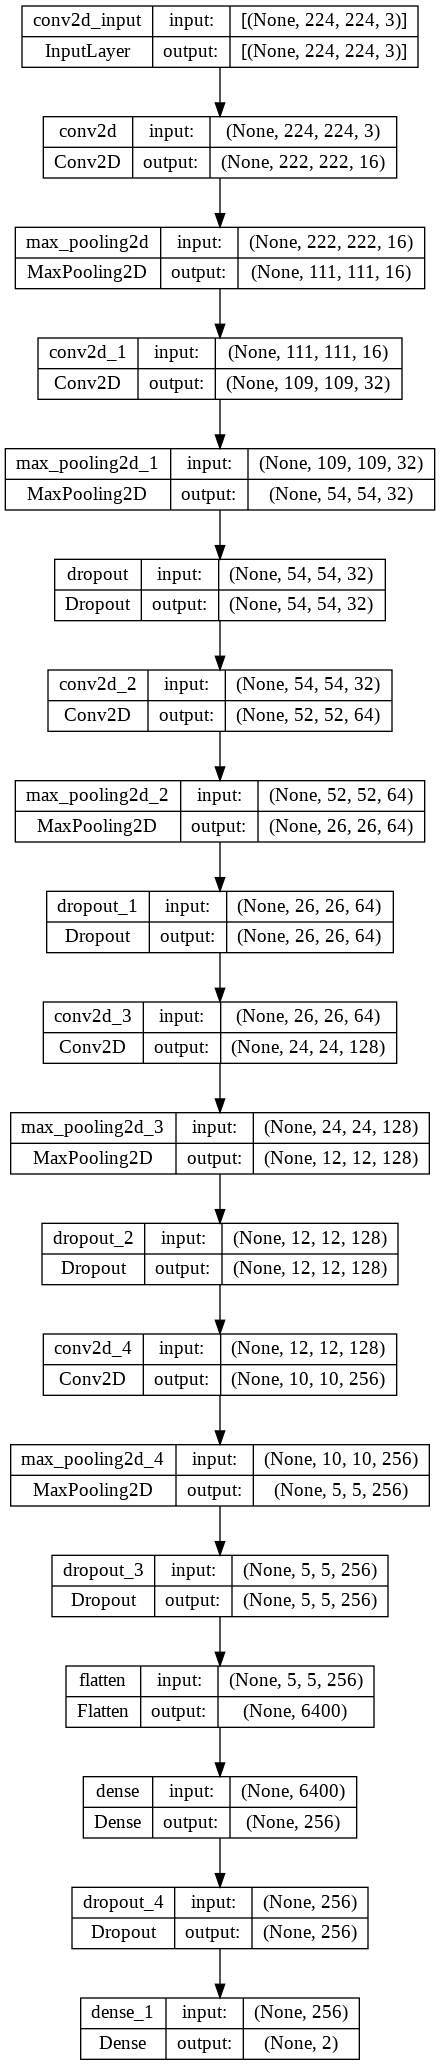 conv2d_input input: [(None, 224, 224, 3)]
InputLayer output: [(None, 224, 224, 3)]
conv2d input: (None, 224, 224, 3)
Conv2D output: (None, 222, 222, 16)
max_pooling2d input: (None, 222, 222, 16)
MaxPooling2D output: (None, 111, 111, 16)
conv2d_1 input: (None, 111, 111, 16)
Conv2D output: (None, 109, 109, 32)
max_pooling2d_1 input: (None, 109, 109, 32)
MaxPooling2D output: (None, 54, 54, 32)
dropout input: (None, 54, 54, 32)
Dropout output: (None, 54, 54, 32)
conv2d_2 input: (None, 54, 54, 32)
Conv2D output: (None, 52, 52, 64)
max_pooling2d_2 input: (None, 52, 52, 64)
MaxPooling2D output: (None, 26, 26, 64)
dropout_1 input: (None, 26, 26, 64)
Dropout output: (None, 26, 26, 64)
conv2d_3 input: (None, 26, 26, 64)
Conv2D output: (None, 24, 24, 128)
max_pooling2d_3 input: (None, 24, 24, 128)
MaxPooling2D output: (None, 12, 12, 128)
dropout_2 input: (None, 12, 12, 128)
Dropout output: (None, 12, 12, 128)
conv2d_4 input: (None, 12, 12, 128)
Conv2D output: (None, 10, 10, 256)
max_pooling2d_4 input: (None, 10, 10, 256)
MaxPooling2D output: (None, 5, 5, 256)
dropout_3 input: (None, 5, 5, 256)
Dropout output: (None, 5, 5, 256)
flatten input: (None, 5, 5, 256)
Flatten output: (None, 6400)
dense input: (None, 6400)
Dense output: (None, 256)
dropout_4 input: (None, 256)
Dropout output: (None, 256)
dense_1 input: (None, 256)
Dense output: (None, 2)